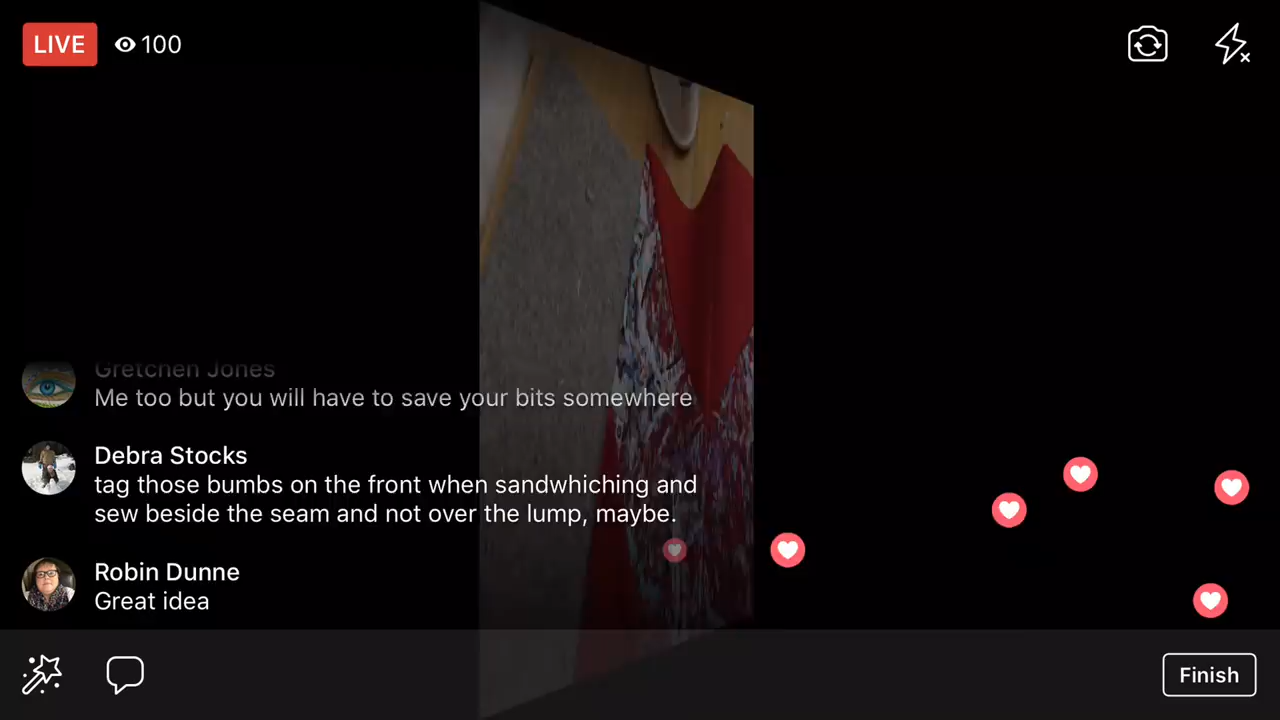 LIVE 100
Gretchen Jones
Me too but you will have to save your bits somewhere
Debra Stocks
tag those bumbs on the front when sandwhiching and
sew beside the seam and not over the lump, maybe.
Robin Dunne
Great idea
Finish